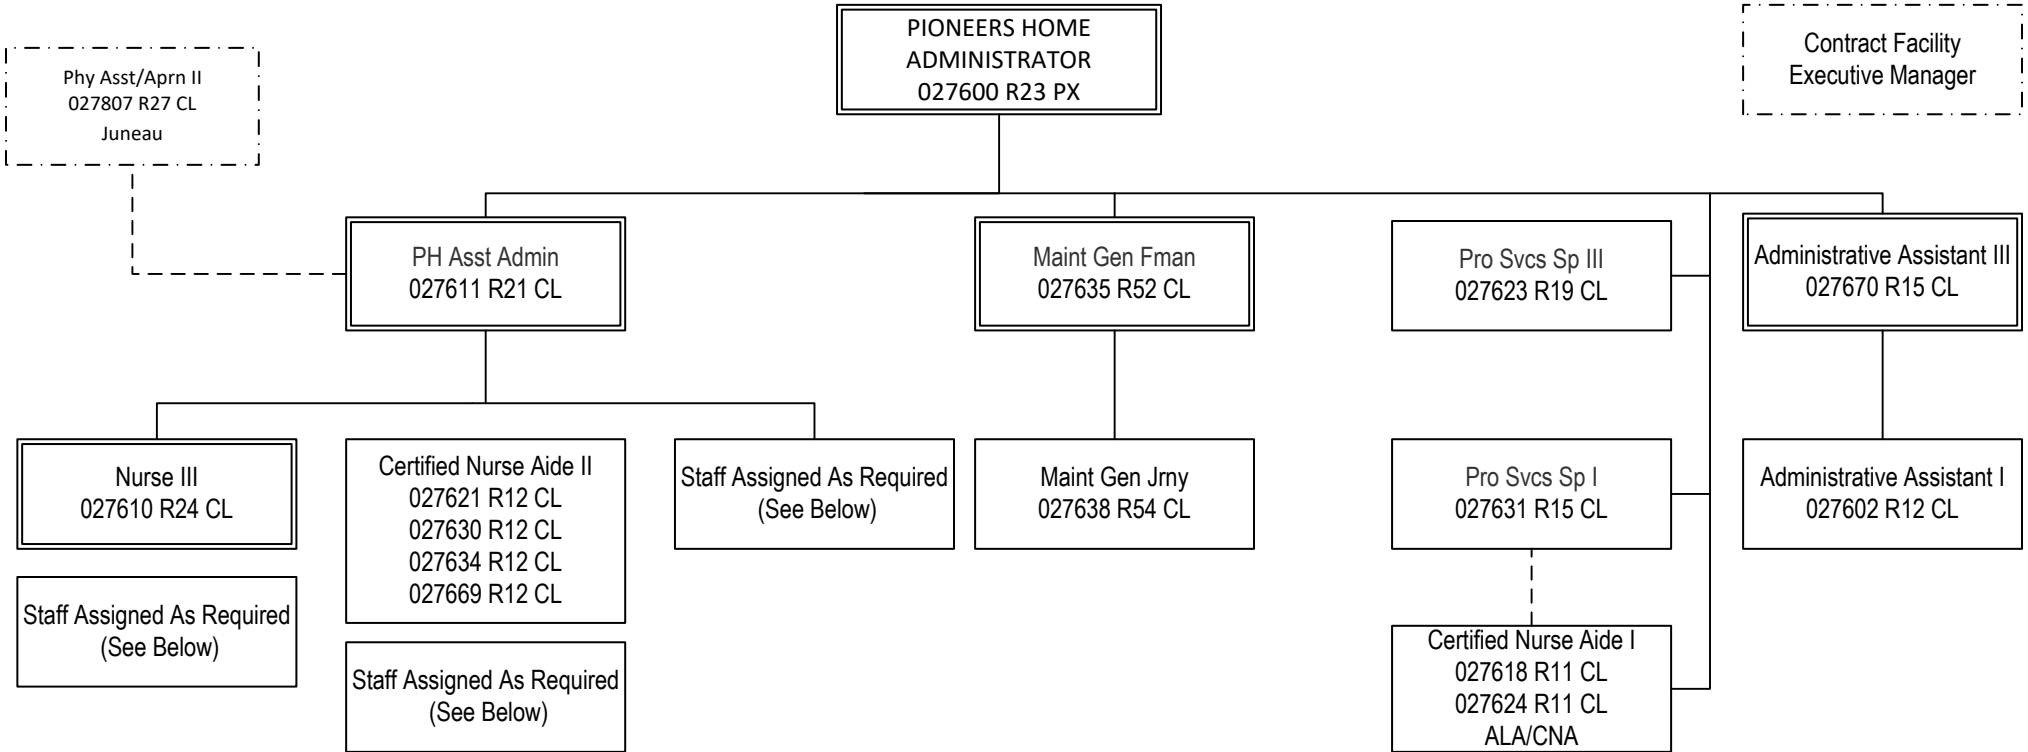 PIONEERS HOME
ADMINISTRATOR
027600 R23 PX
Phy Asst/Aprn II
027807 R27 CL
Juneau
Contract Facility
Executive Manager
PH Asst Admin
027611 R21 CL
Maint Gen Fman
027635 R52 CL
Pro Svcs Sp III
027623 R19 CL
Administrative Assistant III
027670 R15 CL
Nurse III
027610 R24 CL
Certified Nurse Aide II
027621 R12 CL
027630 R12 CL
027634 R12 CL
027669 R12 CL
Staff Assigned As Required
(See Below)
Maint Gen Jrny
027638 R54 CL
Pro Svcs Sp I
027631 R15 CL
Administrative Assistant I
027602 R12 CL
Staff Assigned As Required
(See Below)
Staff Assigned As Required
(See Below)
Certified Nurse Aide I
027618 R11 CL
027624 R11 CL
ALA/CNA